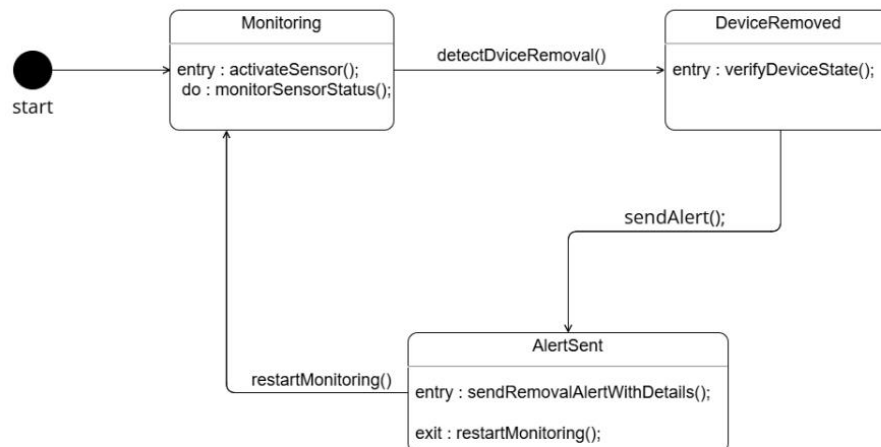 Monitoring
entry : activateSensor();
do : monitorSensorStatus();
start
detectDviceRemoval()
DeviceRemoved
entry : verifyDeviceState();
sendAlert();
AlertSent
entry : sendRemovalAlertWithDetails();
exit : restartMonitoring();
restartMonitoring()